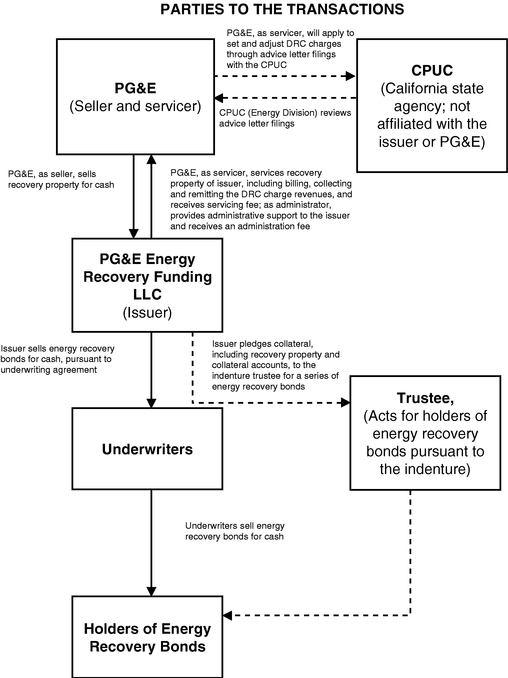 PARTIES TO THE TRANSACTIONS
PG&E, as servicer, will apply to
set and adjust DRC charges
through advice letter filings
with the CPUC
PG&E
(Seller and servicer)
CPUC
(California state
agency; not
affiliated with the
issuer or PG&E)
CPUC (Energy Division) reviews
advice letter filings
PG&E, as seller, sells
recovery property for cash
PG&E, as servicer, services recovery
property of issuer, including billing, collecting
and remitting the DRC charge revenues, and
receives servicing fee; as administrator,
provides administrative support to the issuer
and receives an administration fee
PG&E Energy
Recovery Funding
LLC
(Issuer)
Issuer sells energy recovery
bonds for cash, pursuant to
underwriting agreement
Issuer pledges collateral,
including recovery property and
collateral accounts, to the
indenture trustee for a series of
energy recovery bonds
Trustee,
(Acts for holders of
energy recovery
bonds pursuant to
the indenture)
Underwriters
Underwriters sell energy
recovery bonds for cash
Holders of Energy
Recovery Bonds